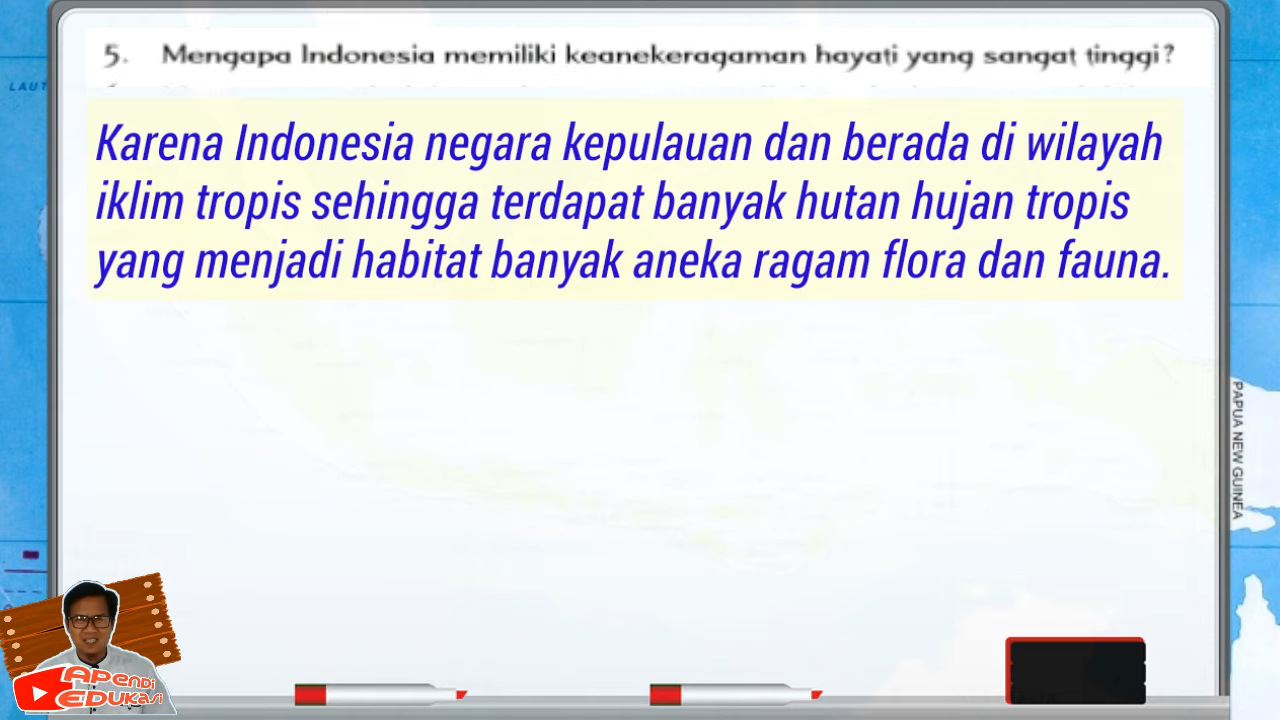 LAUT
5. Mengapa Indonesia memiliki keanekeragaman hayati yang sangat tinggi?
Karena Indonesia negara kepulauan dan berada di wilayah
iklim tropis sehingga terdapat banyak hutan hujan tropis
yang menjadi habitat banyak aneka ragam flora dan fauna.
PAPUA NEW GUINEA
APENDi
EDUKASi